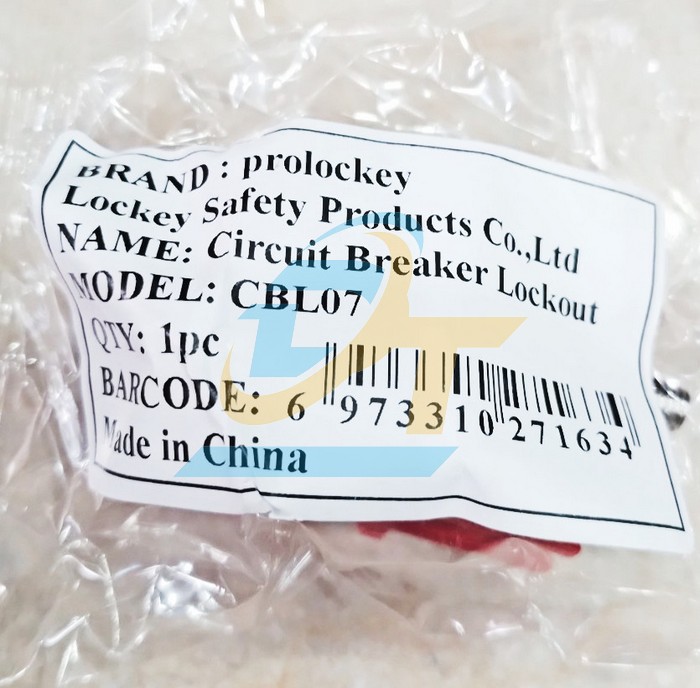 BRAND: prolockey
Lockey Safety Products Co.,Ltd
NAME: Circuit Breaker Lockout
MODEL: CBL07
QTY: 1pc
BARCODE: 6 973310 271634
Made in China